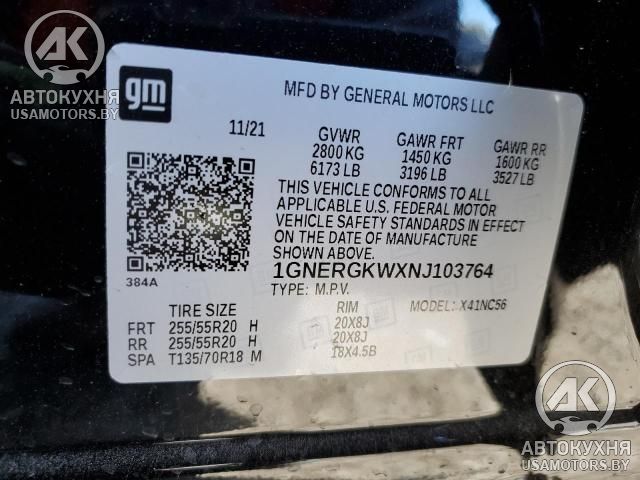 AK
АВТОКУХНЯ
USAMOTORS.BY
gm
MFD BY GENERAL MOTORS LLC
11/21 GVWR GAWR FRT GAWR RR
2800 KG 1450 KG 1600 KG
6173 LB 3196 LB 3527 LB
THIS VEHICLE CONFORMS TO ALL
APPLICABLE U.S. FEDERAL MOTOR
VEHICLE SAFETY STANDARDS IN EFFECT
ON THE DATE OF MANUFACTURE
SHOWN ABOVE.
384A
1GNERGKWXNJ103764
TYPE: M.P.V. MODEL: X41NC56
TIRE SIZE RIM
FRT 255/55R20 H 20X8J
RR 255/55R20 H 20X8J
SPA T135/70R18 M 18X4.5B
AK
АВТОКУХНЯ
USAMOTORS.BY